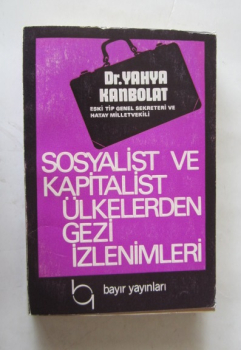 Dr. YAHYA
KANBOLAT
ESKİ TİP GENEL SEKRETERİ VE
HATAY MİLLETVEKİLİ
SOSYALİST VE
KAPİTALİST
ÜLKELERDEN
GEZİ
İZLENİMLERİ
bayır yayınları